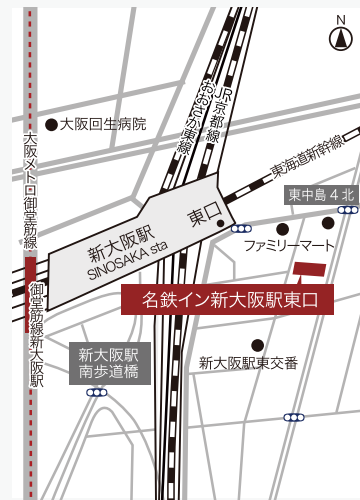 N
JR京都線
おおさか東線
大阪回生病院
大阪メトロ御堂筋線
東海道新幹線
東中島4北
東口
新大阪駅
SINOSAKA sta
ファミリーマート
御堂筋線新大阪駅
名鉄イン新大阪駅東口
新大阪駅
南歩道橋
新大阪駅東交番